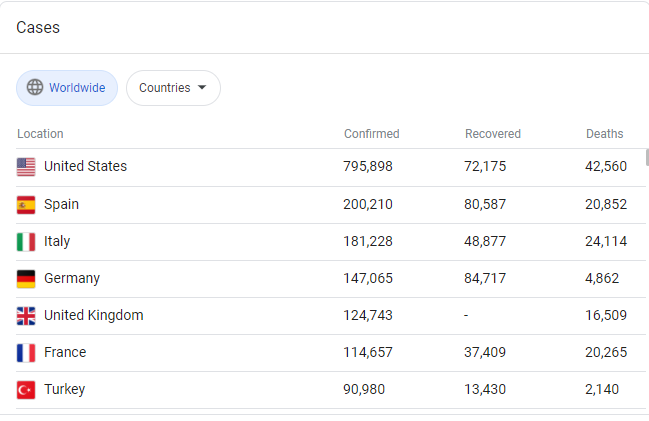 Cases
Worldwide Countries
Location Confirmed Recovered Deaths
United States 795,898 72,175 42,560
Spain 200,210 80,587 20,852
Italy 181,228 48,877 24,114
Germany 147,065 84,717 4,862
United Kingdom 124,743 - 16,509
France 114,657 37,409 20,265
Turkey 90,980 13,430 2,140